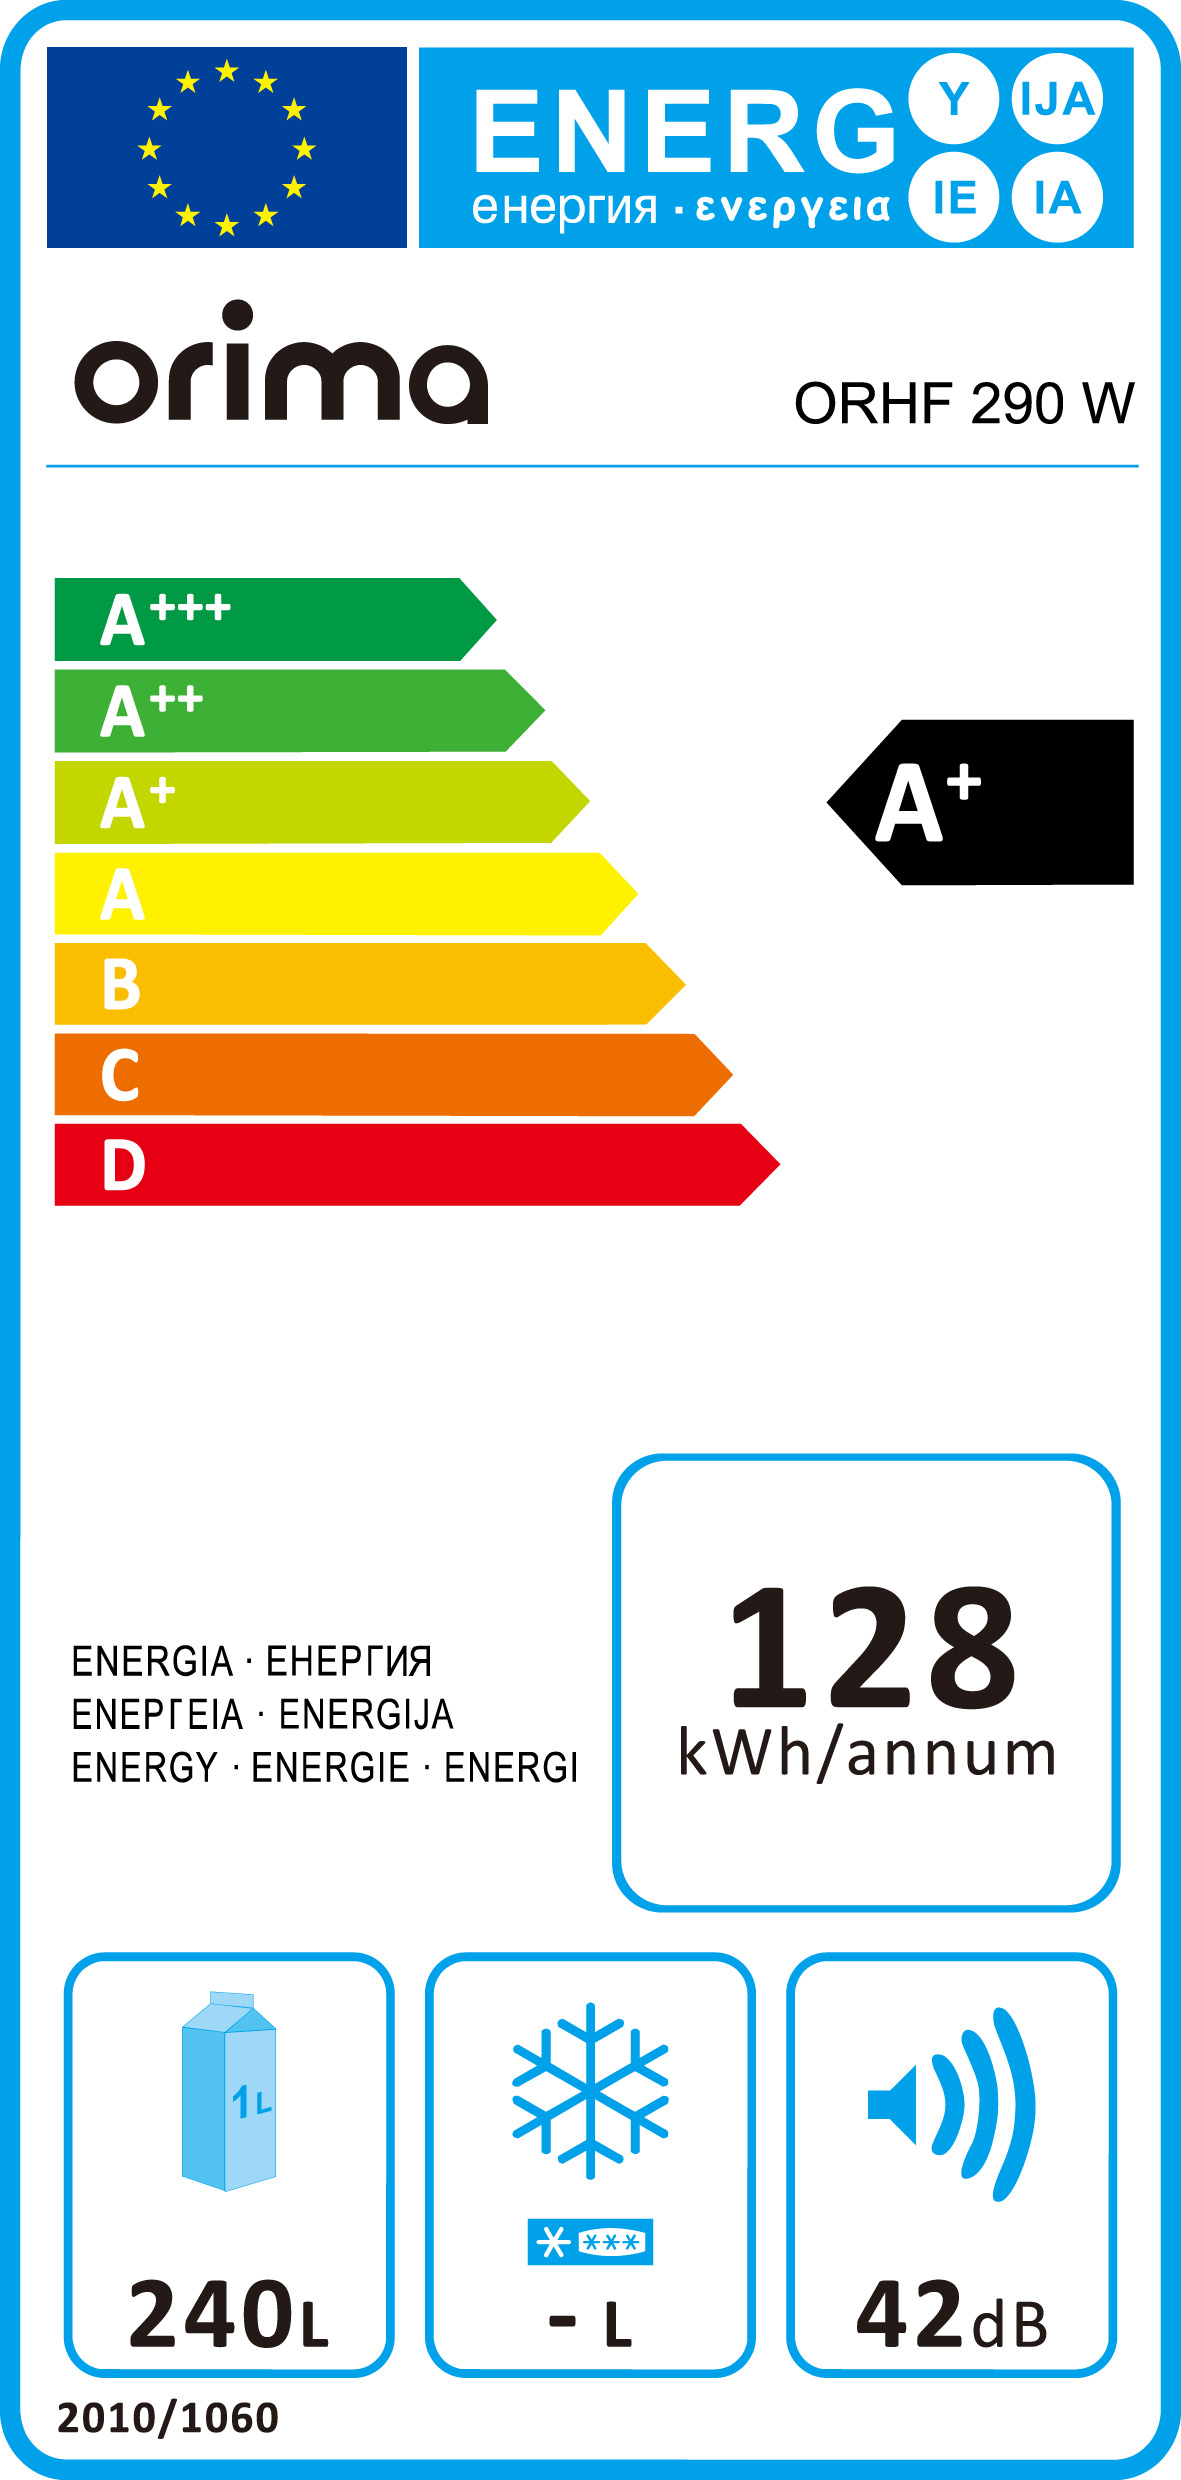 ENERG Y IJA
енергия · ενεργεια IE IA
orima
ORHF 290 W
A+++
A++
A+
A+
A
B
C
D
128
kWh/annum
ENERGIA · ЕНЕРГИЯ
ΕΝΕΡΓΕΙΑ · ENERGIJA
ENERGY · ENERGIE · ENERGI
1L
240L
- L
42dB
2010/1060